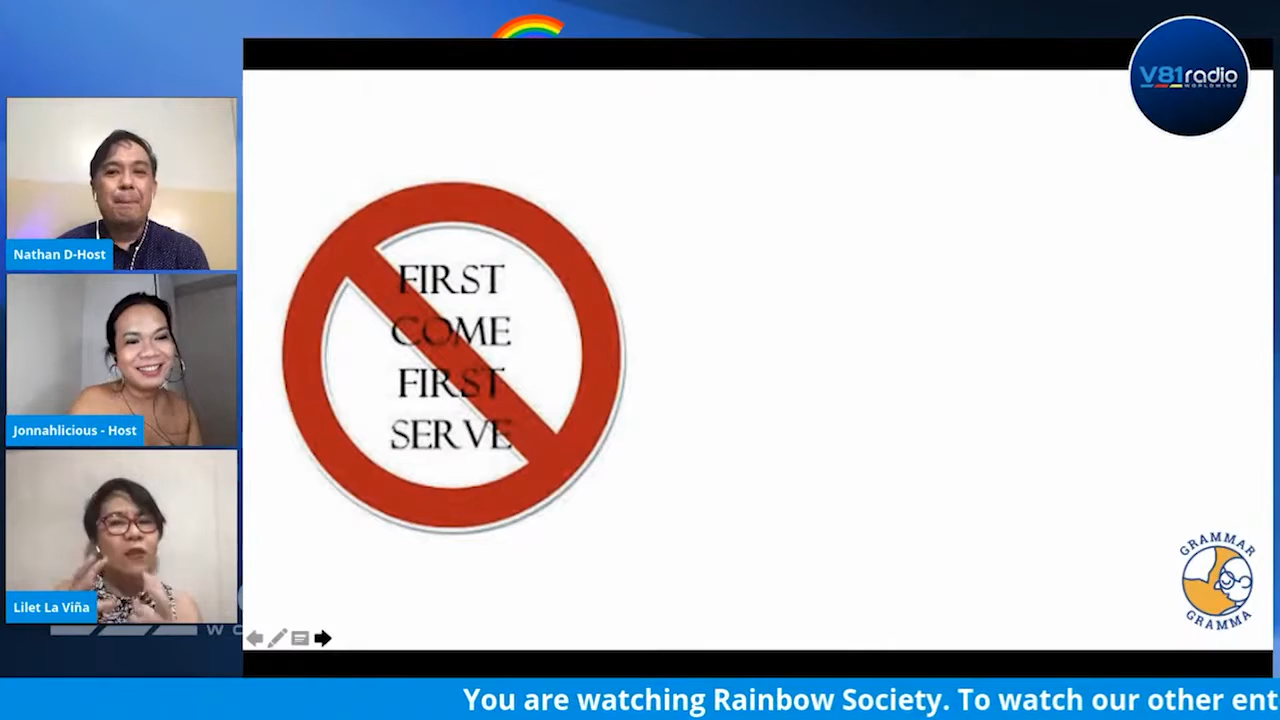 V81radio
WORLDWIDE
Nathan D-Host
Jonnahlicious - Host
Lilet La Viña
FIRST
COME
FIRST
SERVE
GRAMMAR
GRAMMA
You are watching Rainbow Society. To watch our other ent